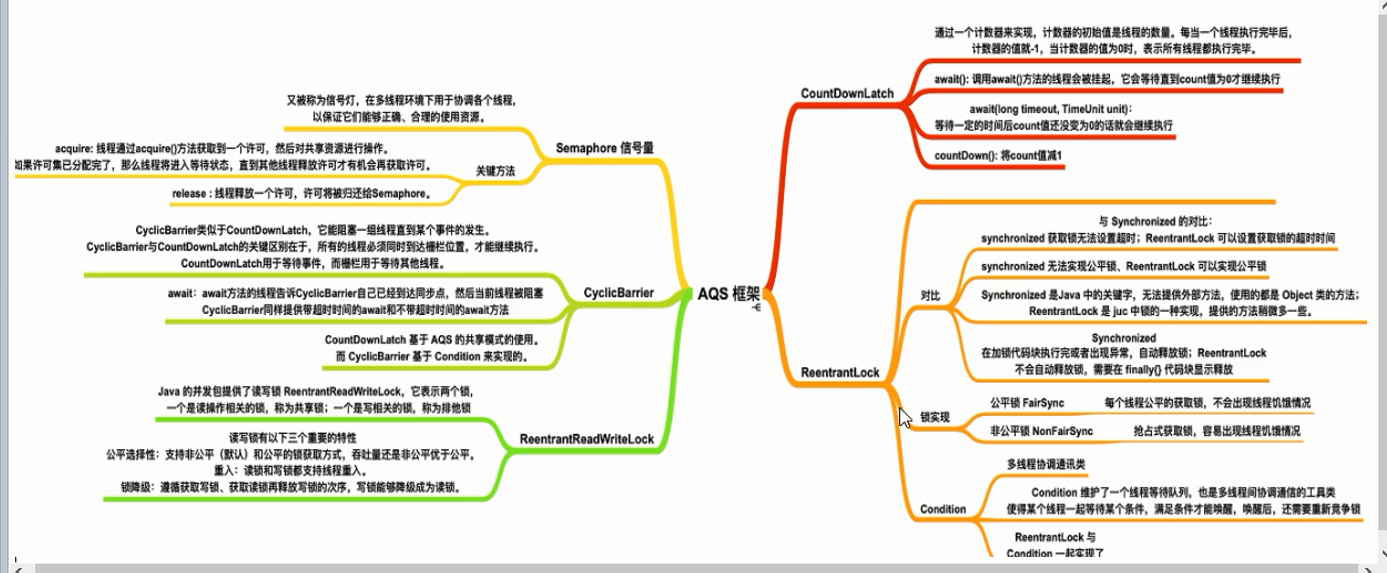 AQS 框架
Semaphore 信号量
又被称为信号灯，在多线程环境下用于协调各个线程，
以保证它们能够正确、合理的使用资源。
关键方法
acquire: 线程通过acquire()方法获取到一个许可，然后对共享资源进行操作。
如果许可集已分配完了，那么线程将进入等待状态，直到其他线程释放许可才有机会再获取许可。
release : 线程释放一个许可，许可将被归还给Semaphore。
CyclicBarrier
CyclicBarrier类似于CountDownLatch，它能阻塞一组线程直到某个事件的发生。
CyclicBarrier与CountDownLatch的关键区别在于，所有的线程必须同时到达栅栏位置，才能继续执行。
CountDownLatch用于等待事件，而栅栏用于等待其他线程。
await：await方法的线程告诉CyclicBarrier自己已经到达同步点，然后当前线程被阻塞
CyclicBarrier同样提供带超时时间的await和不带超时时间的await方法
CountDownLatch 基于 AQS 的共享模式的使用。
而 CyclicBarrier 基于 Condition 来实现的。
ReentrantReadWriteLock
Java 的并发包提供了读写锁 ReentrantReadWriteLock，它表示两个锁，
一个是读操作相关的锁，称为共享锁；一个是写相关的锁，称为排他锁
读写锁有以下三个重要的特性
公平选择性：支持非公平（默认）和公平的锁获取方式，吞吐量还是非公平优于公平。
重入：读锁和写锁都支持线程重入。
锁降级：遵循获取写锁、获取读锁再释放写锁的次序，写锁能够降级成为读锁。
CountDownLatch
通过一个计数器来实现，计数器的初始值是线程的数量。每当一个线程执行完毕后，
计数器的值就-1，当计数器的值为0时，表示所有线程都执行完毕。
await(): 调用await()方法的线程会被挂起，它会等待直到count值为0才继续执行
await(long timeout, TimeUnit unit)：
等待一定的时间后count值还没变为0的话就会继续执行
countDown(): 将count值减1
ReentrantLock
对比
与 Synchronized 的对比：
synchronized 获取锁无法设置超时；ReentrantLock 可以设置获取锁的超时时间
synchronized 无法实现公平锁、ReentrantLock 可以实现公平锁
Synchronized 是Java 中的关键字，无法提供外部方法，使用的都是 Object 类的方法；
ReentrantLock 是 juc 中锁的一种实现，提供的方法稍微多一些。
Synchronized
在加锁代码块执行完或者出现异常，自动释放锁；ReentrantLock
不会自动释放锁，需要在 finally{} 代码块显示释放
锁实现
公平锁 FairSync
每个线程公平的获取锁，不会出现线程饥饿情况
非公平锁 NonFairSync
抢占式获取锁，容易出现线程饥饿情况
Condition
多线程协调通讯类
Condition 维护了一个线程等待队列，也是多线程间协调通信的工具类
使得某个线程一起等待某个条件，满足条件才能唤醒，唤醒后，还需要重新竞争锁
ReentrantLock 与
Condition 一起实现了